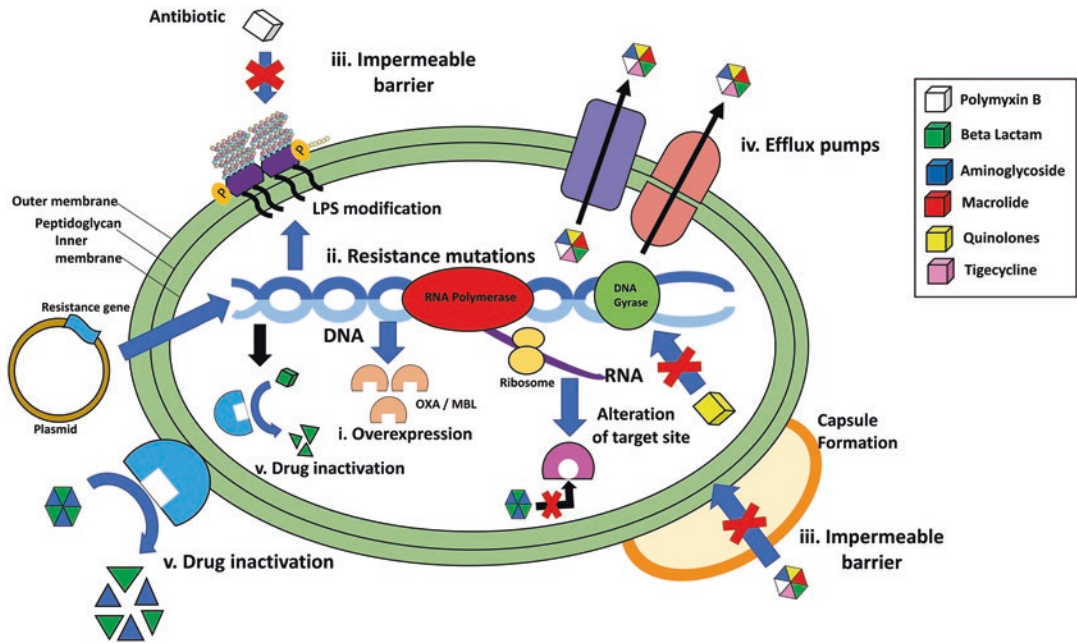 Antibiotic
iii. Impermeable
barrier
iv. Efflux pumps
Polymyxin B
Beta Lactam
Aminoglycoside
Macrolide
Quinolones
Tigecycline
P
P
LPS modification
Outer membrane
Peptidoglycan
Inner
membrane
Resistance gene
Plasmid
ii. Resistance mutations
RNA Polymerase
DNA
Gyrase
DNA
Ribosome
RNA
OXA / MBL
i. Overexpression
v. Drug inactivation
Alteration
of target site
Capsule
Formation
v. Drug inactivation
iii. Impermeable
barrier